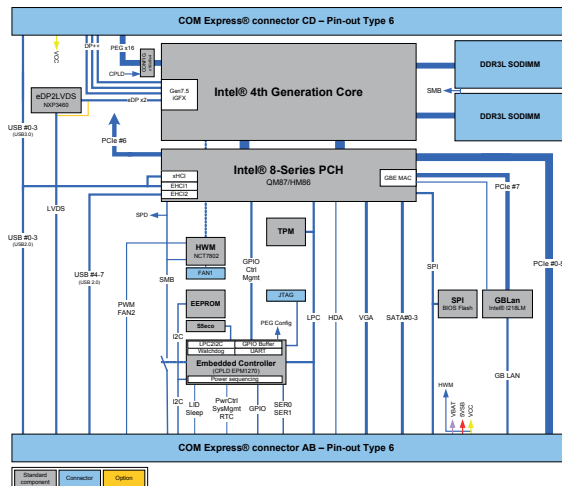 COM Express® connector CD – Pin-out Type 6
VCC
DP++
PEG x16
CPLD
Gen7.5
iGFX
Intel® 4th Generation Core
DDR3L SODIMM
SMB
DDR3L SODIMM
eDP2LVDS
NXP3460
eDP x2
USB #0-3
(USB3.0)
PCIe #6
Intel® 8-Series PCH
QM87/HM86
xHCI
EHCI1
EHCI2
GBE MAC
PCIe #7
LVDS
SPD
USB #0-3
(USB2.0)
USB #4-7
(USB 2.0)
HWM
NCT7802
FAN1
TPM
SPI
PCIe #0-5
SMB
GPIO
Ctrl
Mgmt
PWM
FAN2
EEPROM
JTAG
LPC
HDA
VGA
SATA#0-3
SPI
BIOS Flash
GBLan
Intel® I218LM
I2C
S5eco
PEG Config
LPC2I2C
GPIO Buffer
Watchdog
UART
Embedded Controller
(CPLD EPM1270)
Power sequencing
GB LAN
I2C
LID
Sleep
PwrCtrl
SysMgmt
RTC
GPIO
SER0
SER1
HWM
VBAT
5VSB
VCC
COM Express® connector AB – Pin-out Type 6
Standard
component
Connector
Option